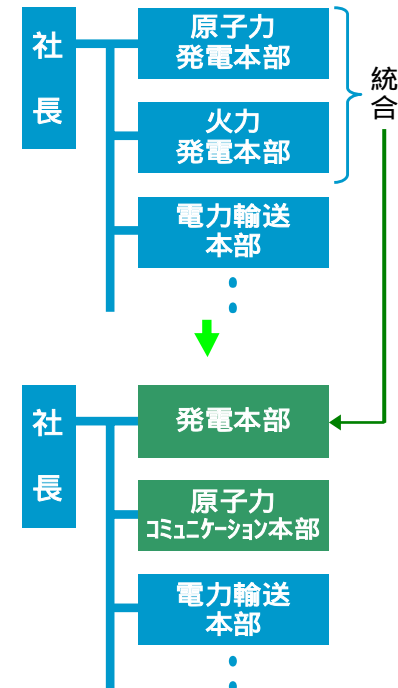 社長
原子力
発電本部
火力
発電本部
統合
電力輸送
本部
社長
発電本部
原子力
コミュニケーション本部
電力輸送
本部